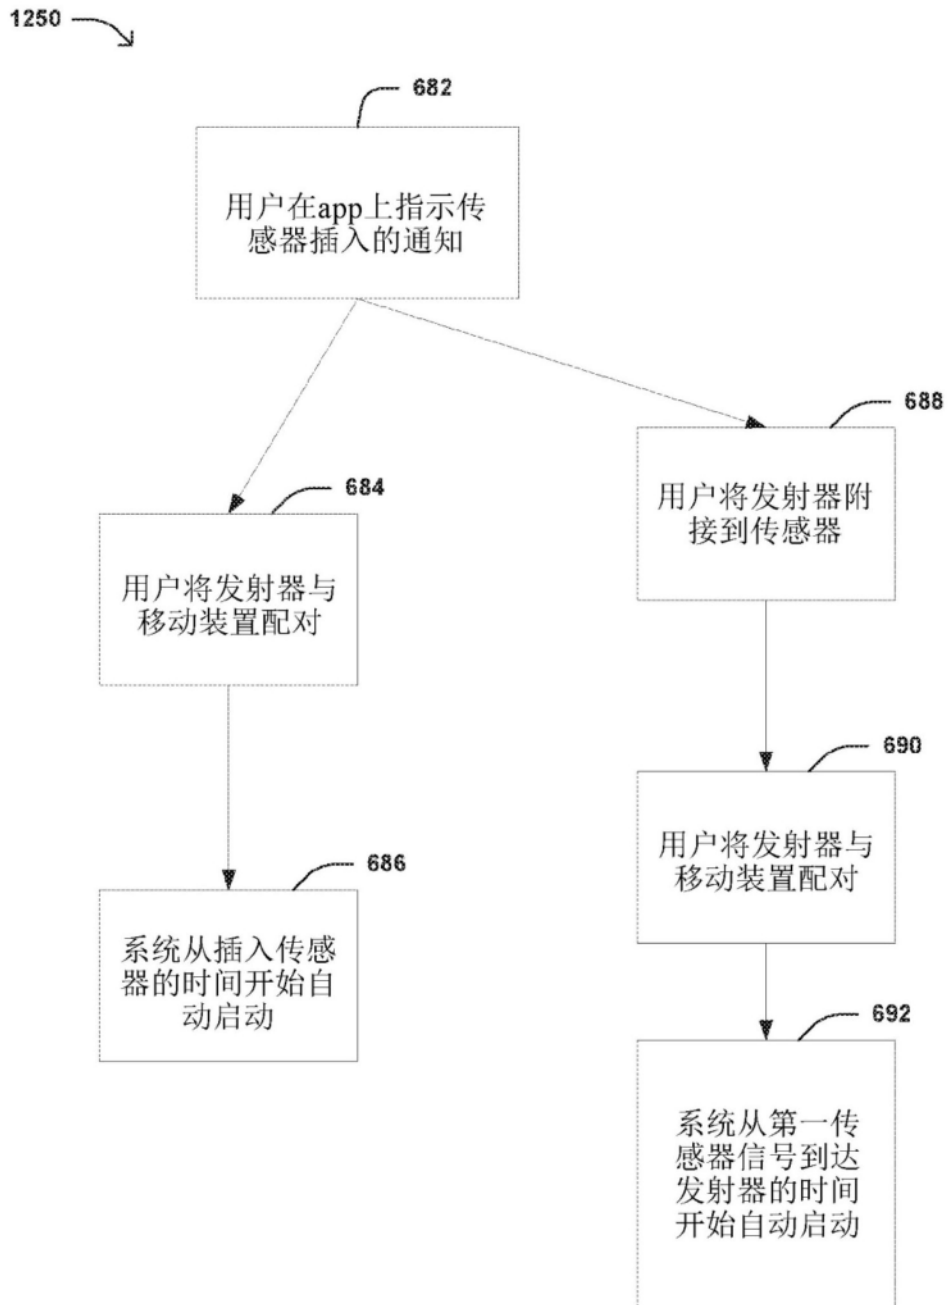 1250
682
用户在app上指示传
感器插入的通知
684
用户将发射器与
移动装置配对
686
系统从插入传感
器的时间开始自
动启动
688
用户将发射器附
接到传感器
690
用户将发射器与
移动装置配对
692
系统从第一传
感器信号到达
发射器的时间
开始自动启动